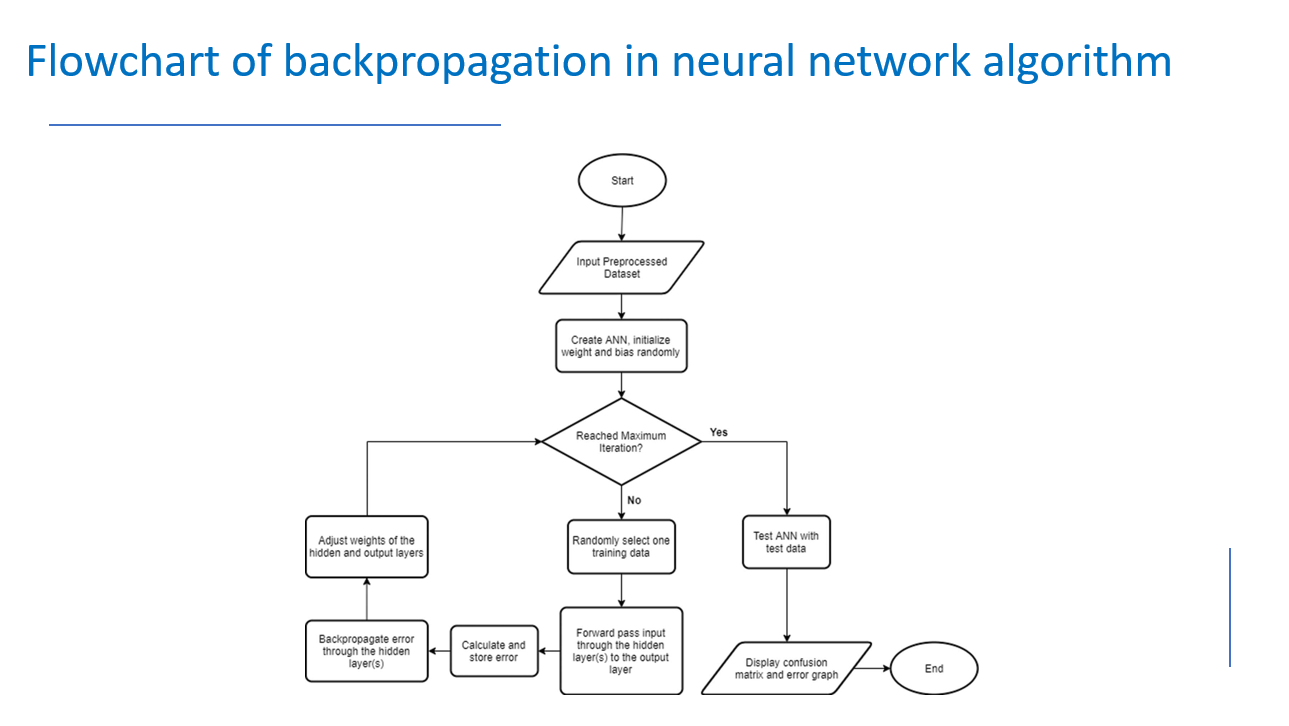 Flowchart of backpropagation in neural network algorithm
Start
Input Preprocessed
Dataset
Create ANN, initialize
weight and bias randomly
Reached Maximum
Iteration?
Yes
No
Adjust weights of the
hidden and output layers
Randomly select one
training data
Test ANN with
test data
Backpropagate error
through the hidden
layer(s)
Calculate and
store error
Forward pass input
through the hidden
layer(s) to the output
layer
Display confusion
matrix and error graph
End